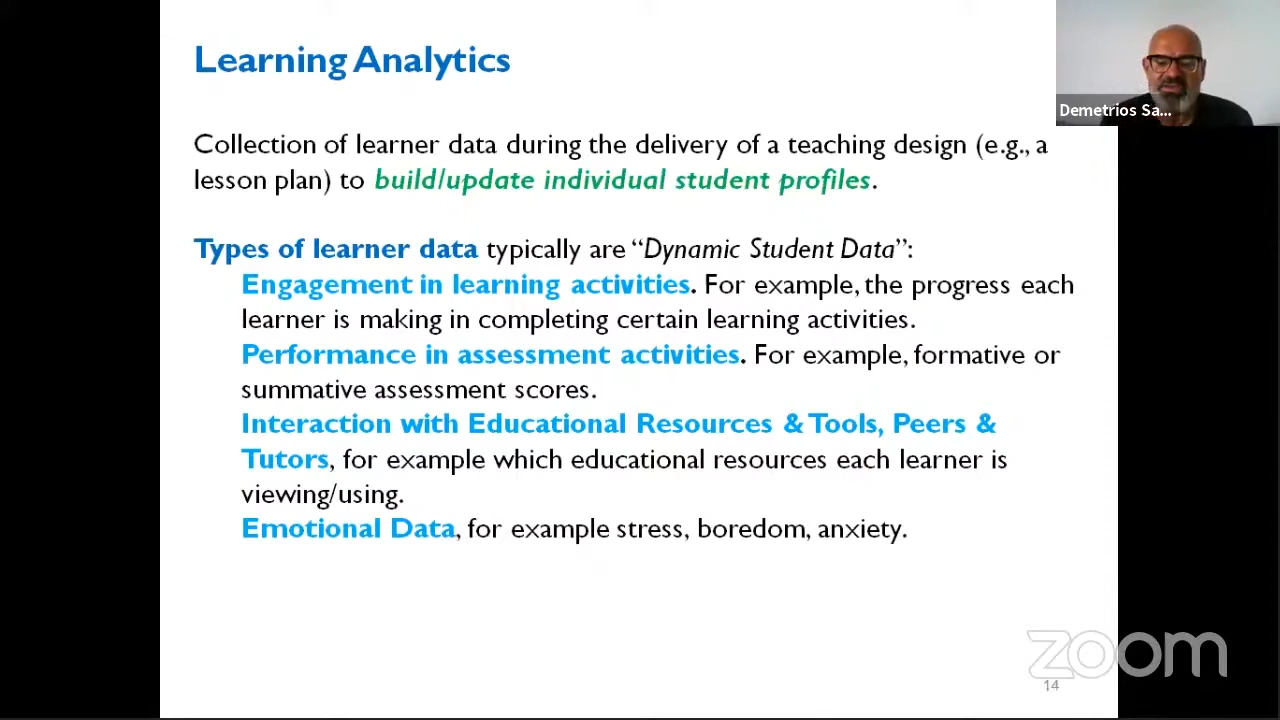 Learning Analytics
Demetrios Sa...
Collection of learner data during the delivery of a teaching design (e.g., a
lesson plan) to build/update individual student profiles.
Types of learner data typically are “Dynamic Student Data”:
Engagement in learning activities. For example, the progress each
learner is making in completing certain learning activities.
Performance in assessment activities. For example, formative or
summative assessment scores.
Interaction with Educational Resources & Tools, Peers &
Tutors, for example which educational resources each learner is
viewing/using.
Emotional Data, for example stress, boredom, anxiety.
zoom
14